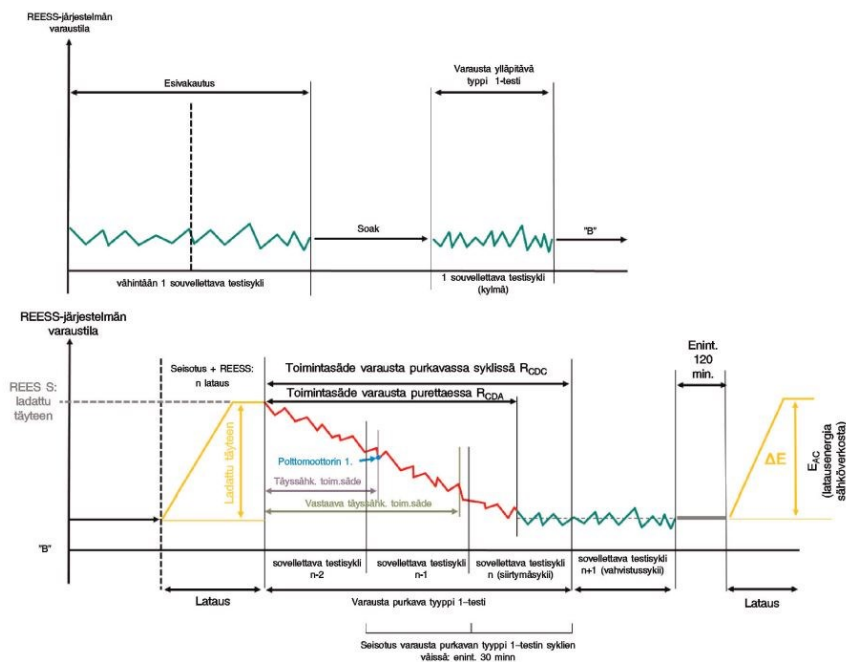 REESS-järjestelmän
varaustila
Esivakautus
Varausta ylläpitävä
tyyppi 1-testi
Soak
"B"
vähintään 1 souvellettava testisykli
1 souvellettava testisykli
(kylmä)
REESS-järjestelmän
varaustila
Enint.
120
min.
Seisotus + REESS:
n lataus
Toimintasäde varausta purkavassa syklissä RCDC
REES S:
ladattu
täyteen
Toimintasäde varausta purettaessa RCDA
Ladattu täyteen
Polttomoottorin 1.
Täyssähk. toim.säde
Vastaava täyssähk. toim.säde
ΔE
EAC
(latausenergia
sähköverkosta)
"B"
sovellettava testisykli
n-2
sovellettava testisykli
n-1
sovellettava testisykli
n (siirtymäsykii)
sovellettava testisykli
n+1 (vahvistussykii)
Lataus
Varausta purkava tyyppi 1–testi
Lataus
Seisotus varausta purkavan tyyppi 1–testin syklien
väissä: enint. 30 minn